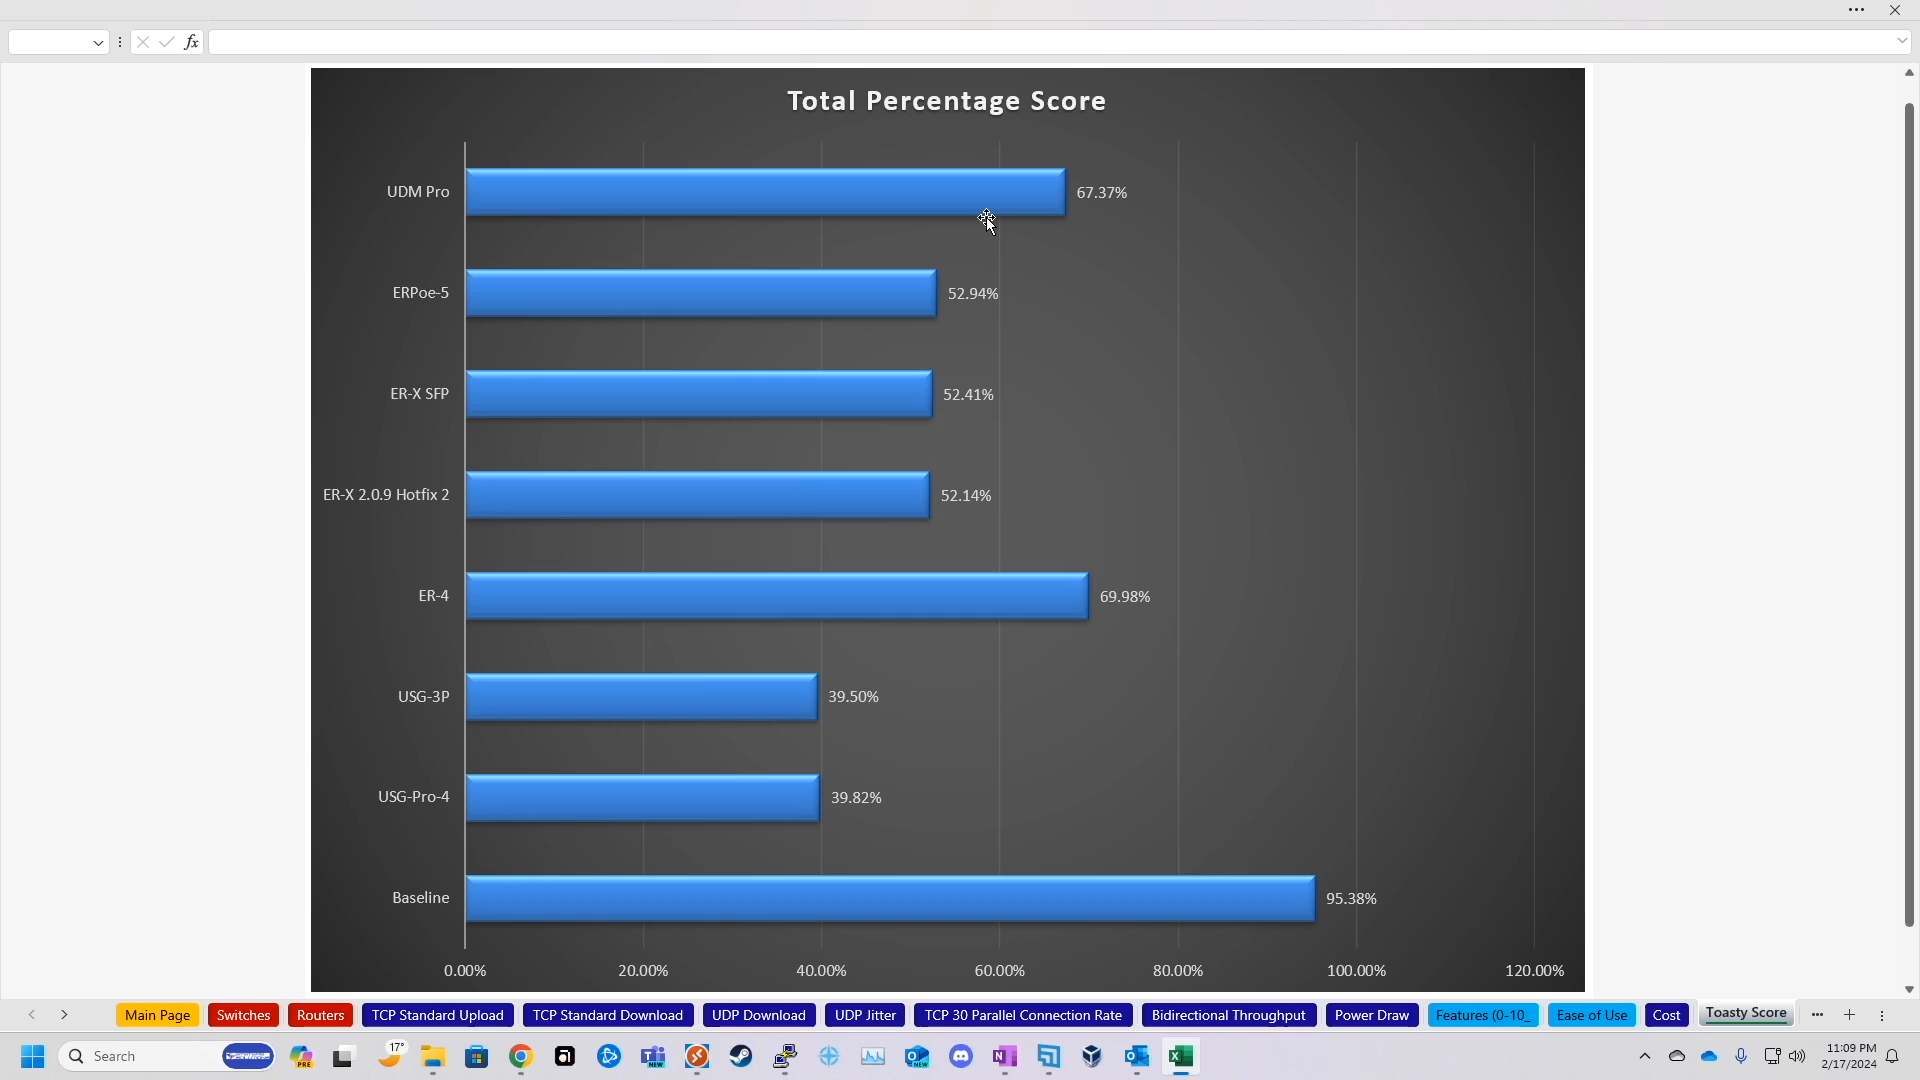 fx
Total Percentage Score
UDM Pro
67.37%
ERPoe-5
52.94%
ER-X SFP
52.41%
ER-X 2.0.9 Hotfix 2
52.14%
ER-4
69.98%
USG-3P
39.50%
USG-Pro-4
39.82%
Baseline
95.38%
0.00% 20.00% 40.00% 60.00% 80.00% 100.00% 120.00%
Main Page Switches Routers TCP Standard Upload TCP Standard Download UDP Download UDP Jitter TCP 30 Parallel Connection Rate Bidirectional Throughput Power Draw Features (0-10_ Ease of Use Cost Toasty Score
Search
PRE
17°
NEW
NEW
11:09 PM
2/17/2024